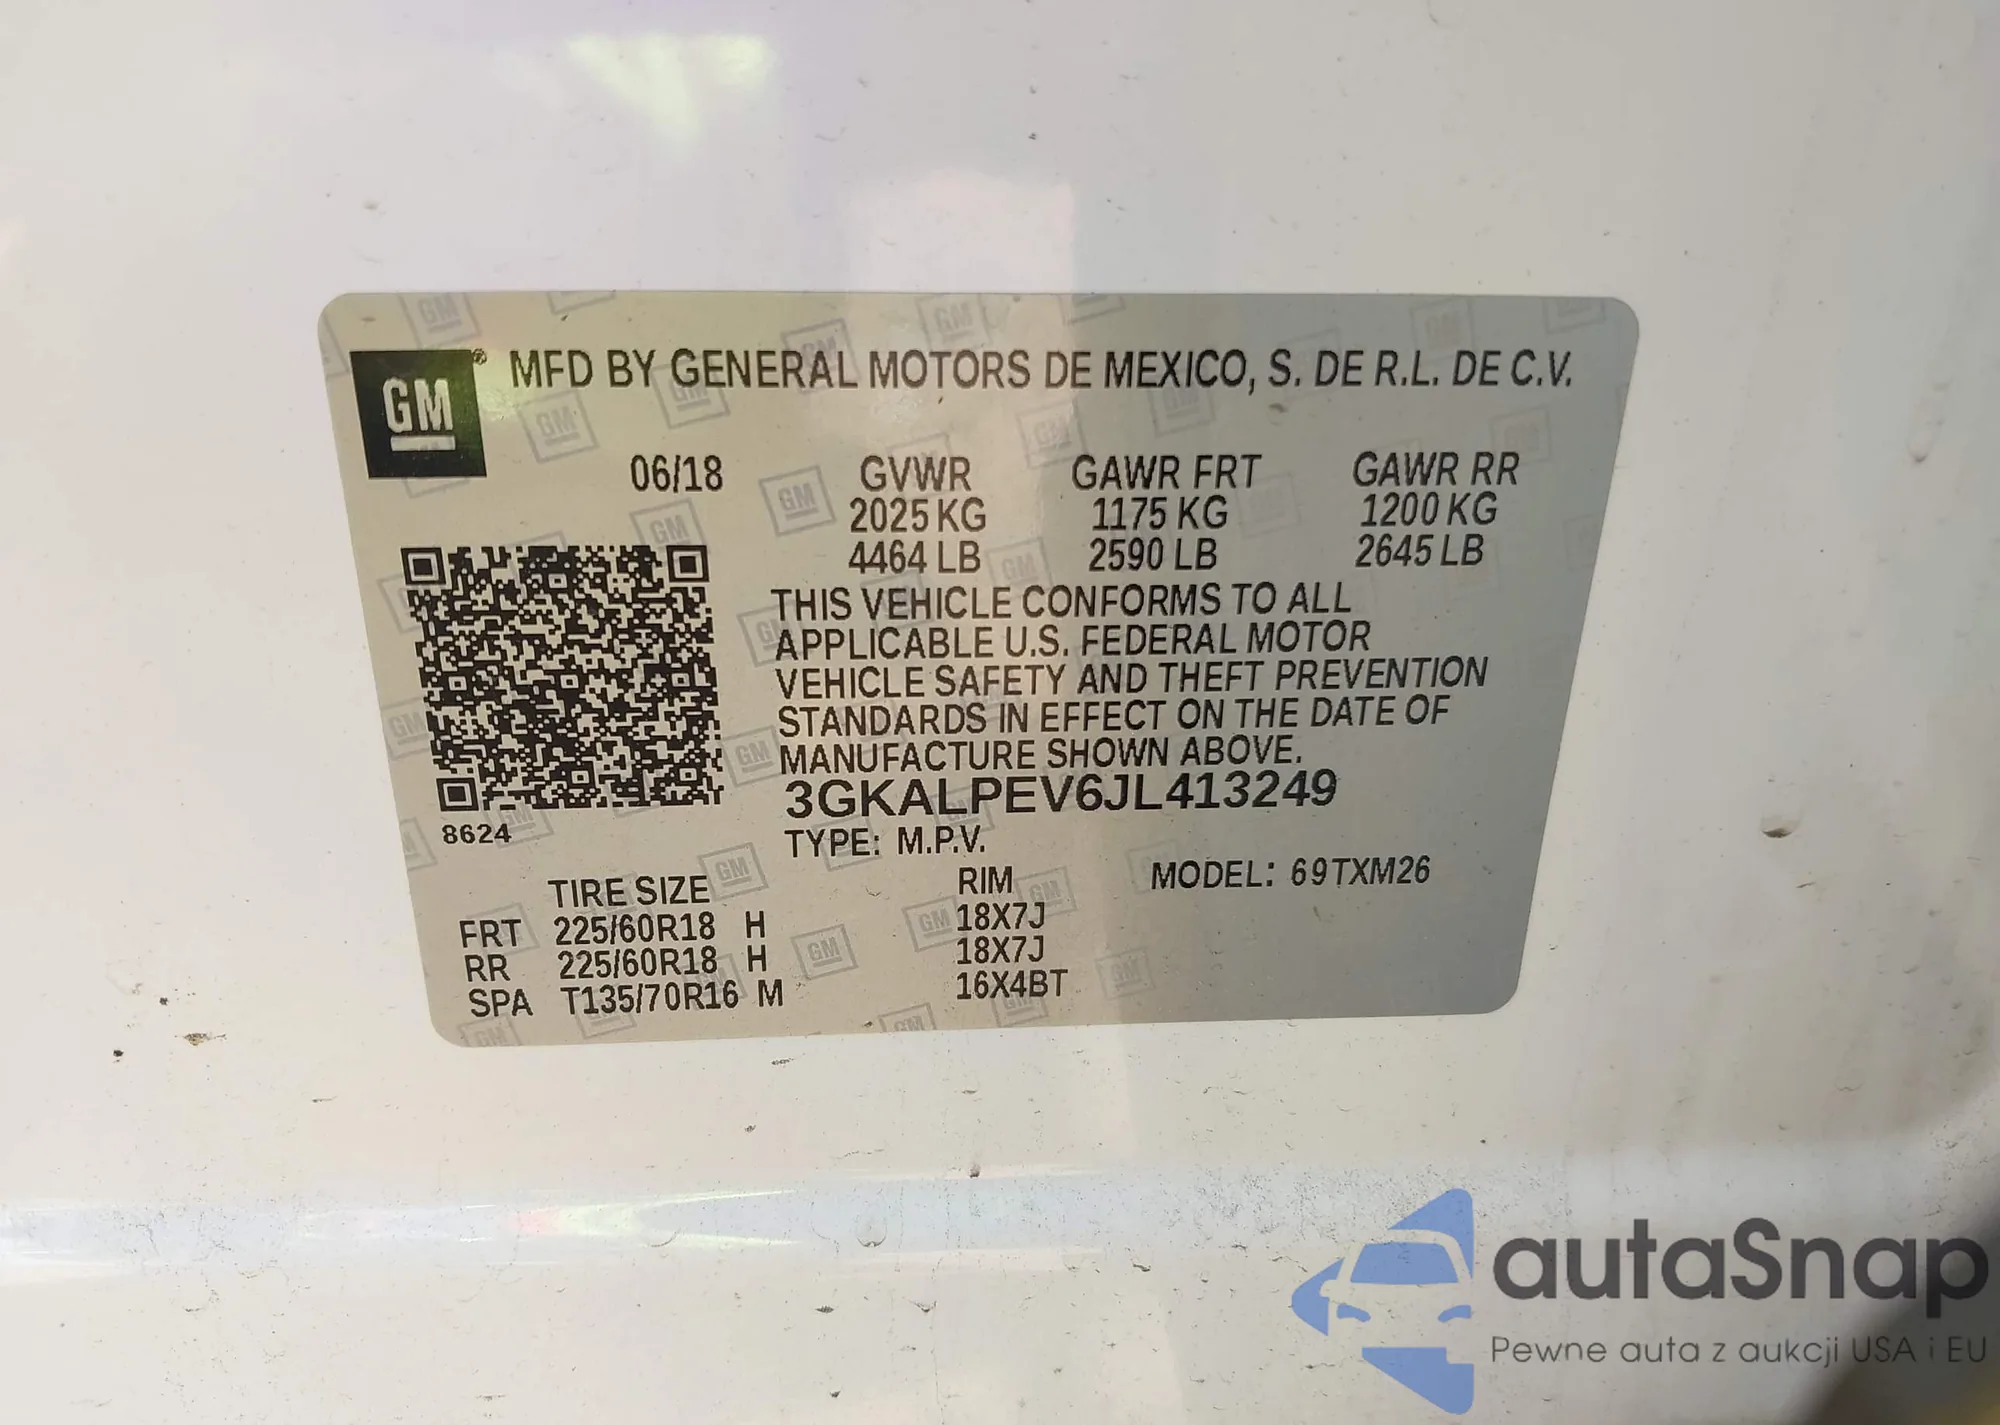 GM® MFD BY GENERAL MOTORS DE MEXICO, S. DE R.L. DE C.V.
06/18 GVWR GAWR FRT GAWR RR
2025 KG 1175 KG 1200 KG
4464 LB 2590 LB 2645 LB
THIS VEHICLE CONFORMS TO ALL
APPLICABLE U.S. FEDERAL MOTOR
VEHICLE SAFETY AND THEFT PREVENTION
STANDARDS IN EFFECT ON THE DATE OF
MANUFACTURE SHOWN ABOVE.
3GKALPEV6JL413249
8624
TYPE: M.P.V.
MODEL: 69TXM26
TIRE SIZE RIM
FRT 225/60R18 H 18X7J
RR 225/60R18 H 18X7J
SPA T135/70R16 M 16X4BT
autaSnap
Pewne auta z aukcji USA i EU